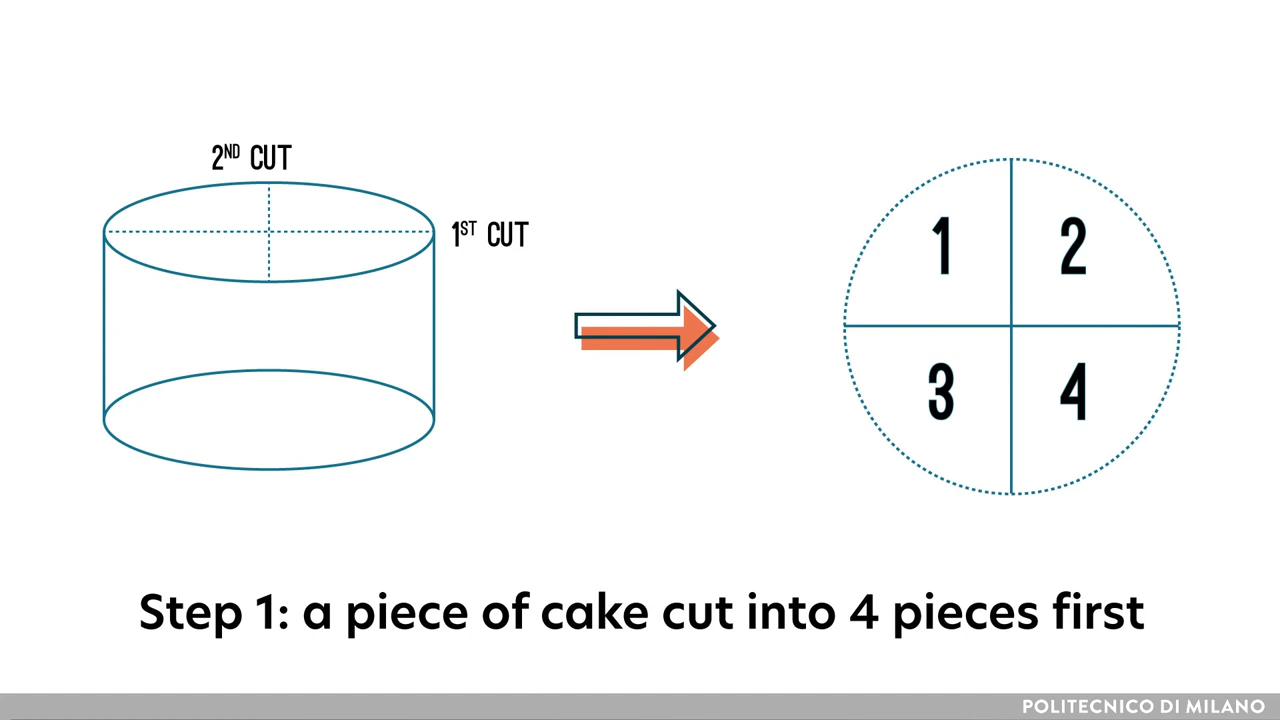 2ND CUT
1ST CUT
1
2
3
4
Step 1: a piece of cake cut into 4 pieces first
POLITECNICO DI MILANO